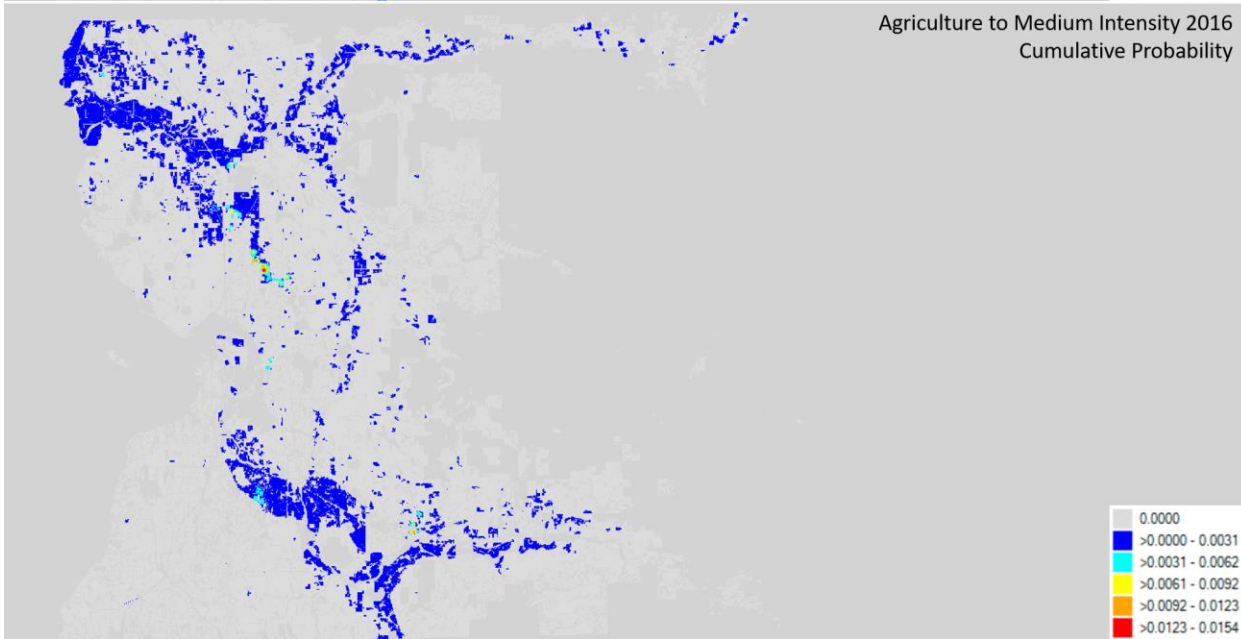 Agriculture to Medium Intensity 2016
Cumulative Probability
0.0000
>0.0000 - 0.0031
>0.0031 - 0.0062
>0.0061 - 0.0092
>0.0092 - 0.0123
>0.0123 - 0.0154